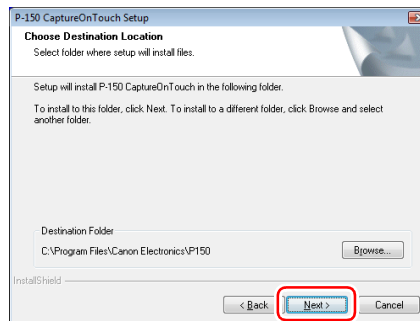 P-150 CaptureOnTouch Setup
Choose Destination Location
Select folder where setup will install files.
Setup will install P-150 CaptureOnTouch in the following folder.
To install to this folder, click Next. To install to a different folder, click Browse and select
another folder.
Destination Folder
C:\Program Files\Canon Electronics\P150
Browse...
InstallShield
< Back
Next >
Cancel